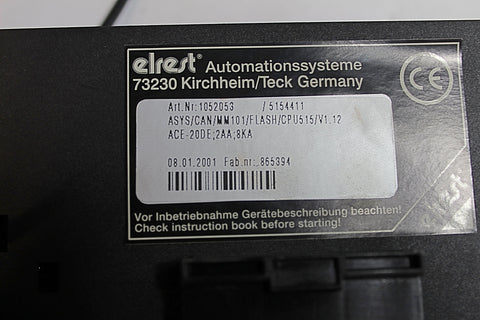 elrest® Automationssysteme
73230 Kirchheim/Teck Germany
CE
Art.Nr:1052053 / 5154411
ASYS/CAN/MM101/FLASH/CPU515/V1.12
ACE-20DE;2AA;8KA
08.01.2001 Fab.nr.:865394
elrest
Vor Inbetriebnahme Gerätebeschreibung beachten!
Check instruction book before starting!